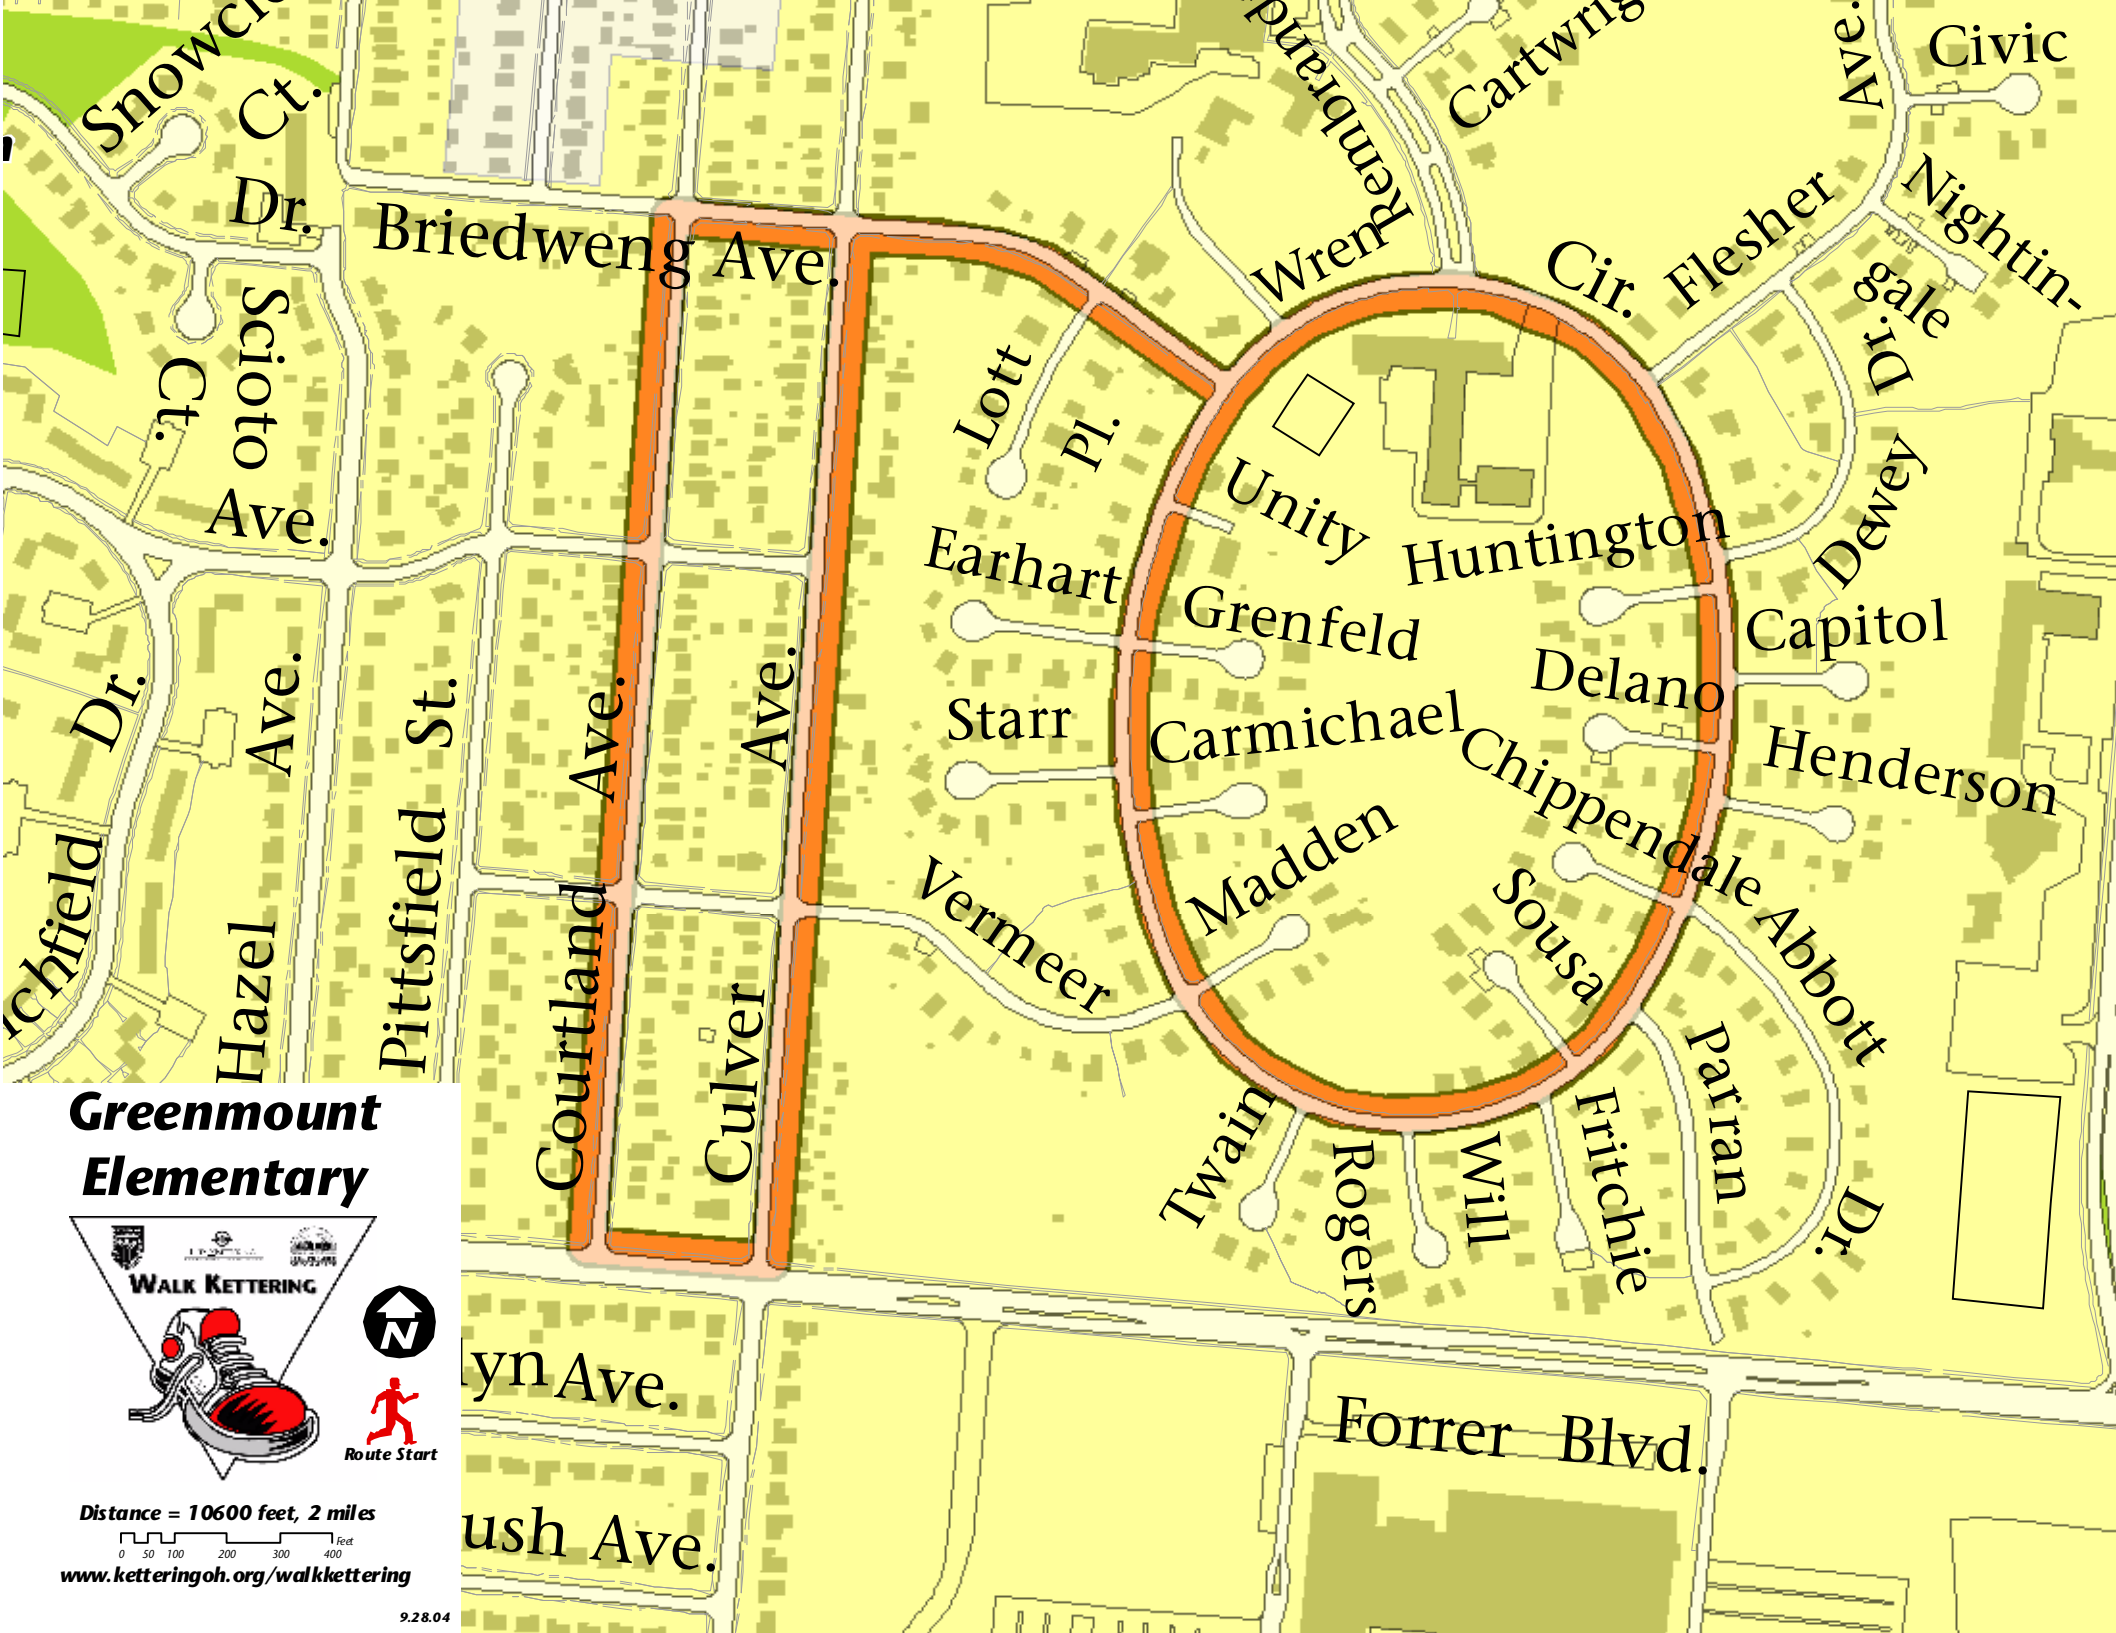 Snowcl
Ct.
Dr.
Briedweng Ave.
Rembrand
Cartwrig
Ave.
Civic
Nightin-
gale
Dr.
Flesher
Cir.
Wren
Scioto
Ct.
Ave.
Lott
Pl.
Unity
Huntington
Dewey
Earhart
Grenfeld
Capitol
Delano
Starr
Carmichael
Chippendale
Henderson
Madden
Vermeer
Sousa
Abbott
Dr.
Parran
Fritchie
Will
Rogers
Twain
Dr.
ichfield
Ave.
Hazel
St.
Pittsfield
Ave.
Courtland
Ave.
Culver
lyn Ave.
ush Ave.
Forrer Blvd.
Greenmount
Elementary
WALK KETTERING
N
Route Start
Distance = 10600 feet, 2 miles
0 50 100 200 300 400 Feet
www.ketteringoh.org/walkkettering
9.28.04